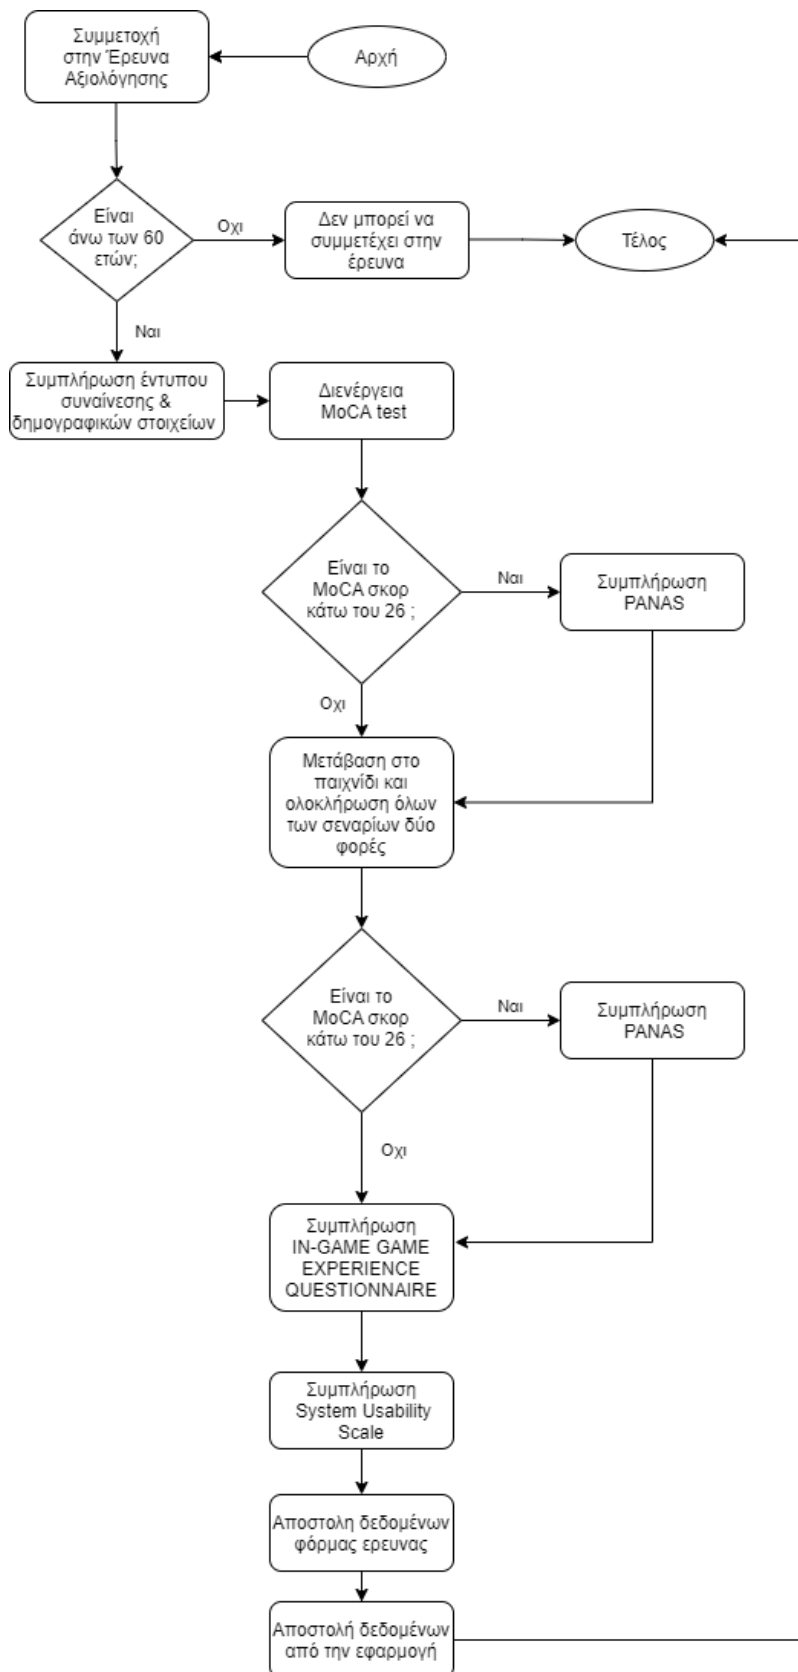 Συμμετοχή
στην Έρευνα
Αξιολόγησης
Αρχή
Είναι
άνω των 60
ετών;
Οχι
Δεν μπορεί να
συμμετέχει στην
έρευνα
Τέλος
Ναι
Συμπλήρωση έντυπου
συναίνεσης &
δημογραφικών στοιχείων
Διενέργεια
MoCA test
Είναι το
MoCA σκορ
κάτω του 26 ;
Ναι
Συμπλήρωση
PANAS
Οχι
Μετάβαση στο
παιχνίδι και
ολοκλήρωση όλων
των σεναρίων δύο
φορές
Είναι το
MoCA σκορ
κάτω του 26 ;
Ναι
Συμπλήρωση
PANAS
Οχι
Συμπλήρωση
IN-GAME GAME
EXPERIENCE
QUESTIONNAIRE
Συμπλήρωση
System Usability
Scale
Αποστολη δεδομένων
φόρμας ερευνας
Αποστολή δεδομένων
από την εφαρμογή